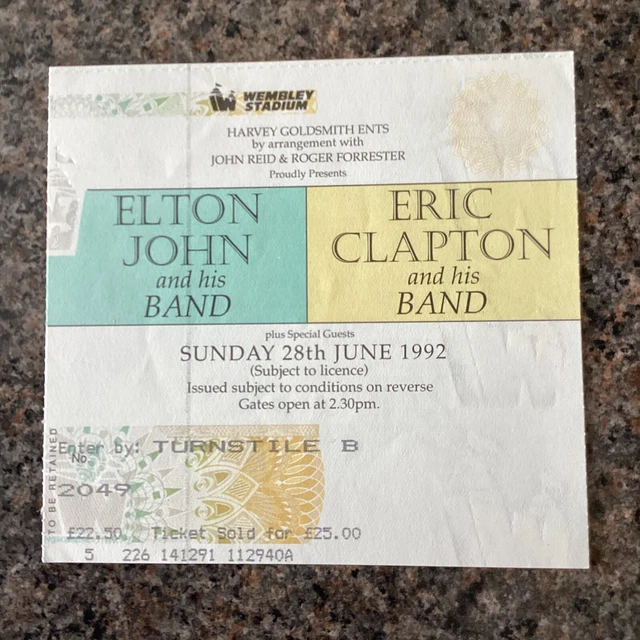 WEMBLEY
STADIUM
HARVEY GOLDSMITH ENTS
by arrangement with
JOHN REID & ROGER FORRESTER
Proudly Presents
ELTON
JOHN
and his
BAND
ERIC
CLAPTON
and his
BAND
plus Special Guests
SUNDAY 28th JUNE 1992
(Subject to licence)
Issued subject to conditions on reverse
Gates open at 2.30pm.
TO BE RETAINED
Enter by: TURNSTILE B
No.
2049
£22.50 Ticket Sold for £25.00
5 226 141291 112940A